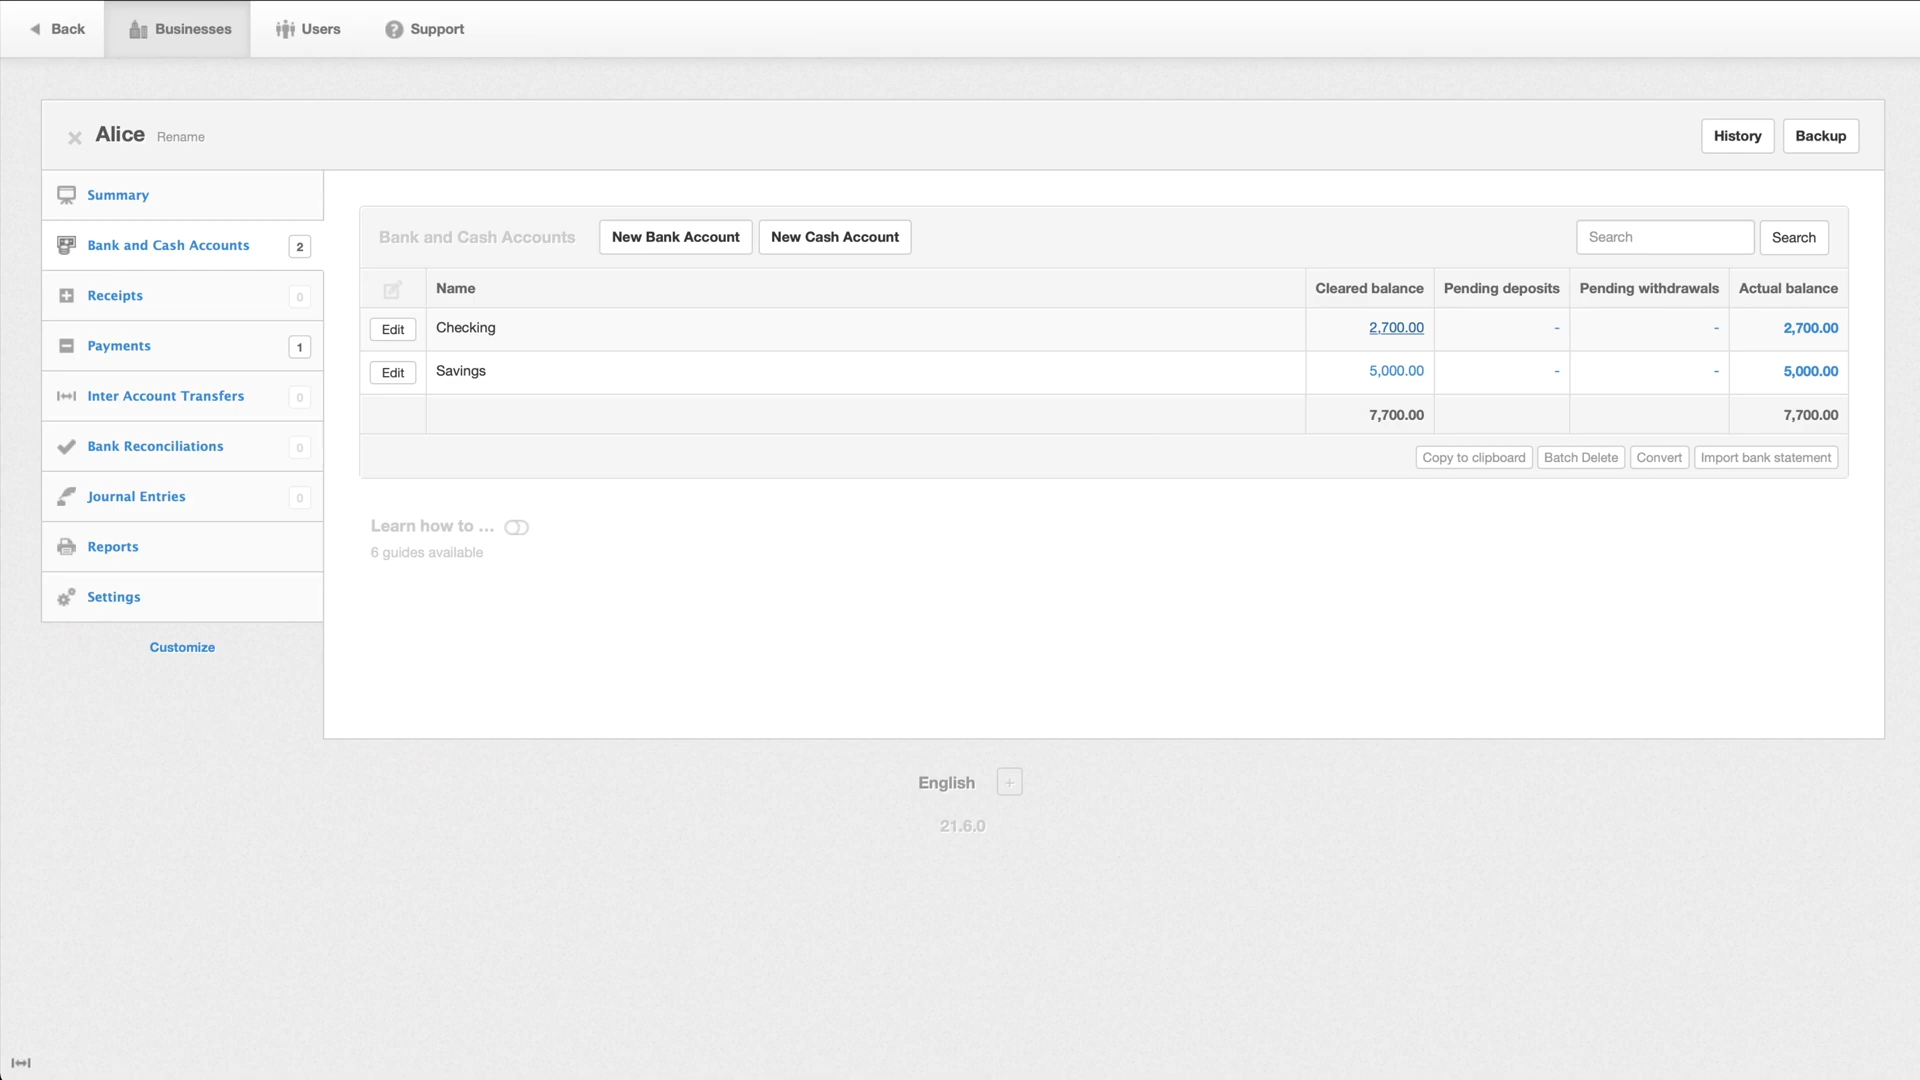 Back
Businesses
Users
Support
Alice Rename
History
Backup
Summary
Bank and Cash Accounts 2
Receipts 0
Payments 1
Inter Account Transfers 0
Bank Reconciliations 0
Journal Entries 0
Reports
Settings
Customize
Bank and Cash Accounts
New Bank Account
New Cash Account
Search
Search
Name Cleared balance Pending deposits Pending withdrawals Actual balance
Edit Checking 2,700.00 - - 2,700.00
Edit Savings 5,000.00 - - 5,000.00
7,700.00 7,700.00
Copy to clipboard
Batch Delete
Convert
Import bank statement
Learn how to ...
6 guides available
English +
21.6.0